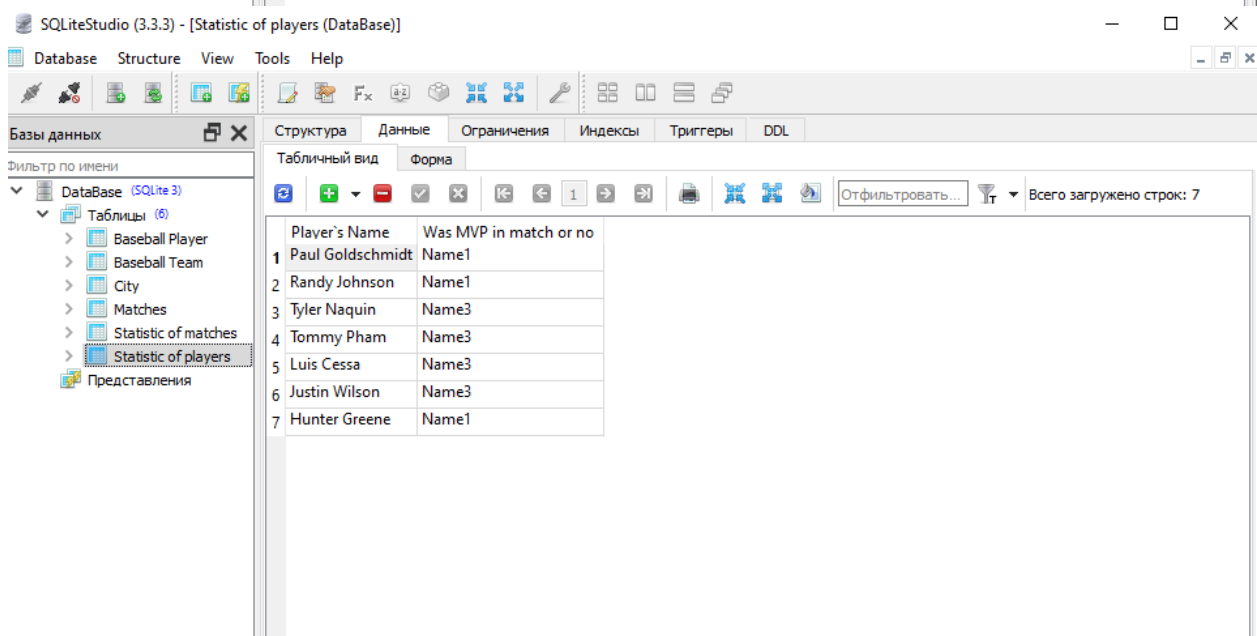 SQLiteStudio (3.3.3) - [Statistic of players (DataBase)]
Database Structure View Tools Help
Базы данных
Фильтр по имени
DataBase (SQLite 3)
Таблицы (6)
Baseball Player
Baseball Team
City
Matches
Statistic of matches
Statistic of players
Представления
Структура Данные Ограничения Индексы Триггеры DDL
Табличный вид Форма
1 Отфильтровать... Всего загружено строк: 7
Player`s Name Was MVP in match or no
1 Paul Goldschmidt Name1
2 Randy Johnson Name1
3 Tyler Naquin Name3
4 Tommy Pham Name3
5 Luis Cessa Name3
6 Justin Wilson Name3
7 Hunter Greene Name1